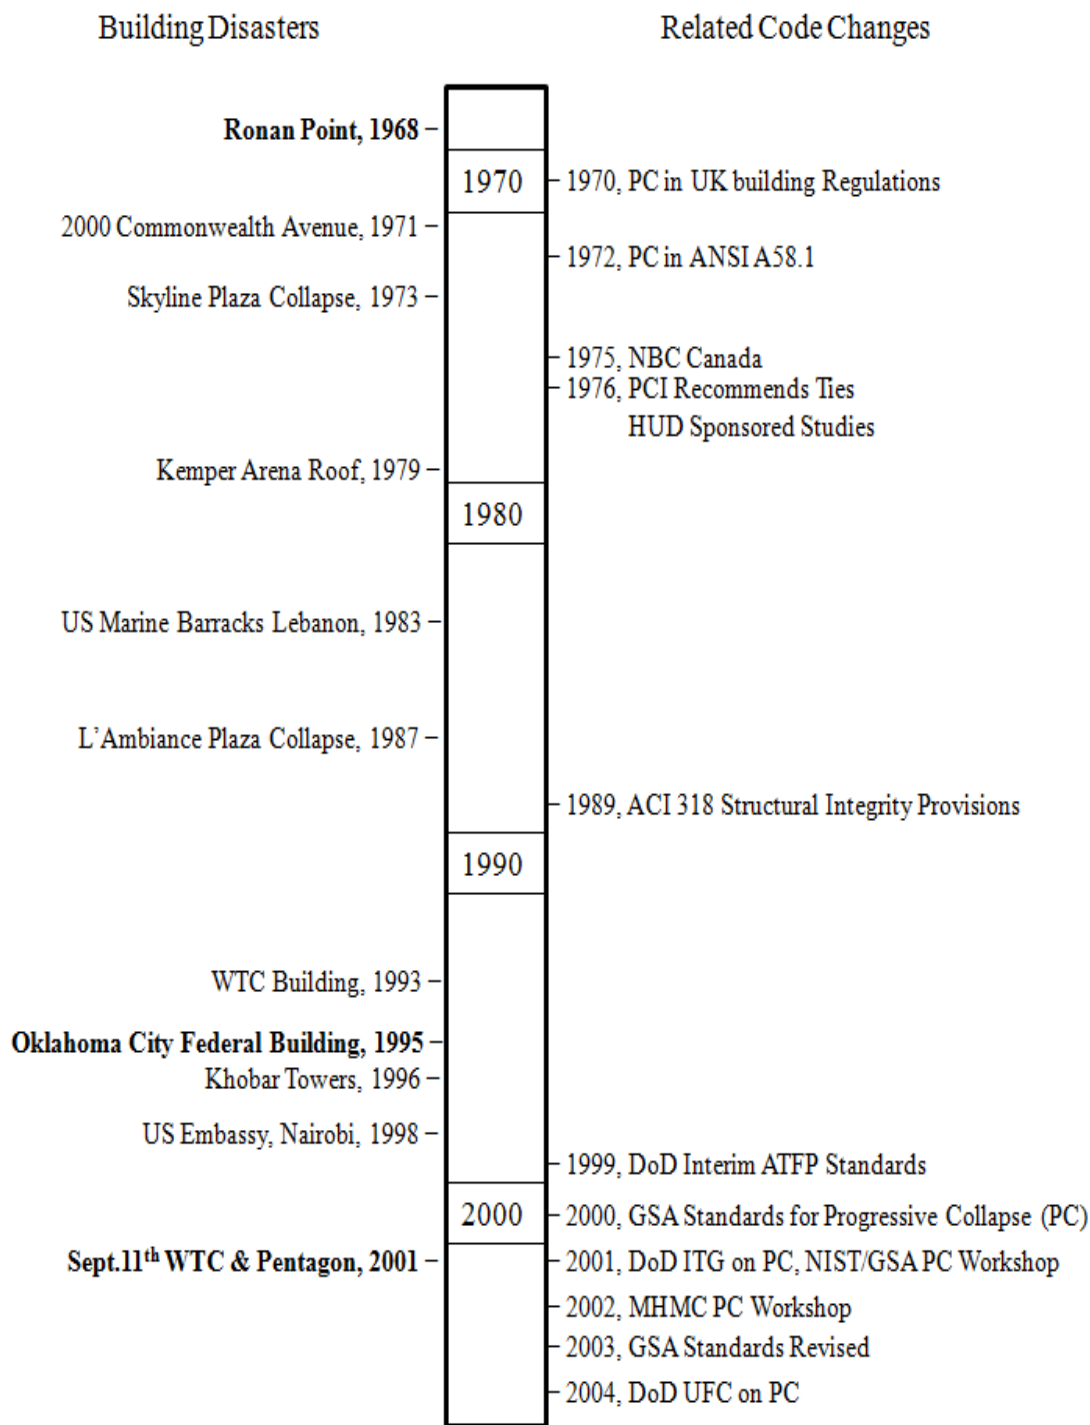 Building Disasters
Related Code Changes
Ronan Point, 1968
1970
1970, PC in UK building Regulations
2000 Commonwealth Avenue, 1971
1972, PC in ANSI A58.1
Skyline Plaza Collapse, 1973
1975, NBC Canada
1976, PCI Recommends Ties
HUD Sponsored Studies
Kemper Arena Roof, 1979
1980
US Marine Barracks Lebanon, 1983
L'Ambiance Plaza Collapse, 1987
1989, ACI 318 Structural Integrity Provisions
1990
WTC Building, 1993
Oklahoma City Federal Building, 1995
Khobar Towers, 1996
US Embassy, Nairobi, 1998
1999, DoD Interim ATFP Standards
2000
2000, GSA Standards for Progressive Collapse (PC)
Sept.11th WTC & Pentagon, 2001
2001, DoD ITG on PC, NIST/GSA PC Workshop
2002, MHMC PC Workshop
2003, GSA Standards Revised
2004, DoD UFC on PC